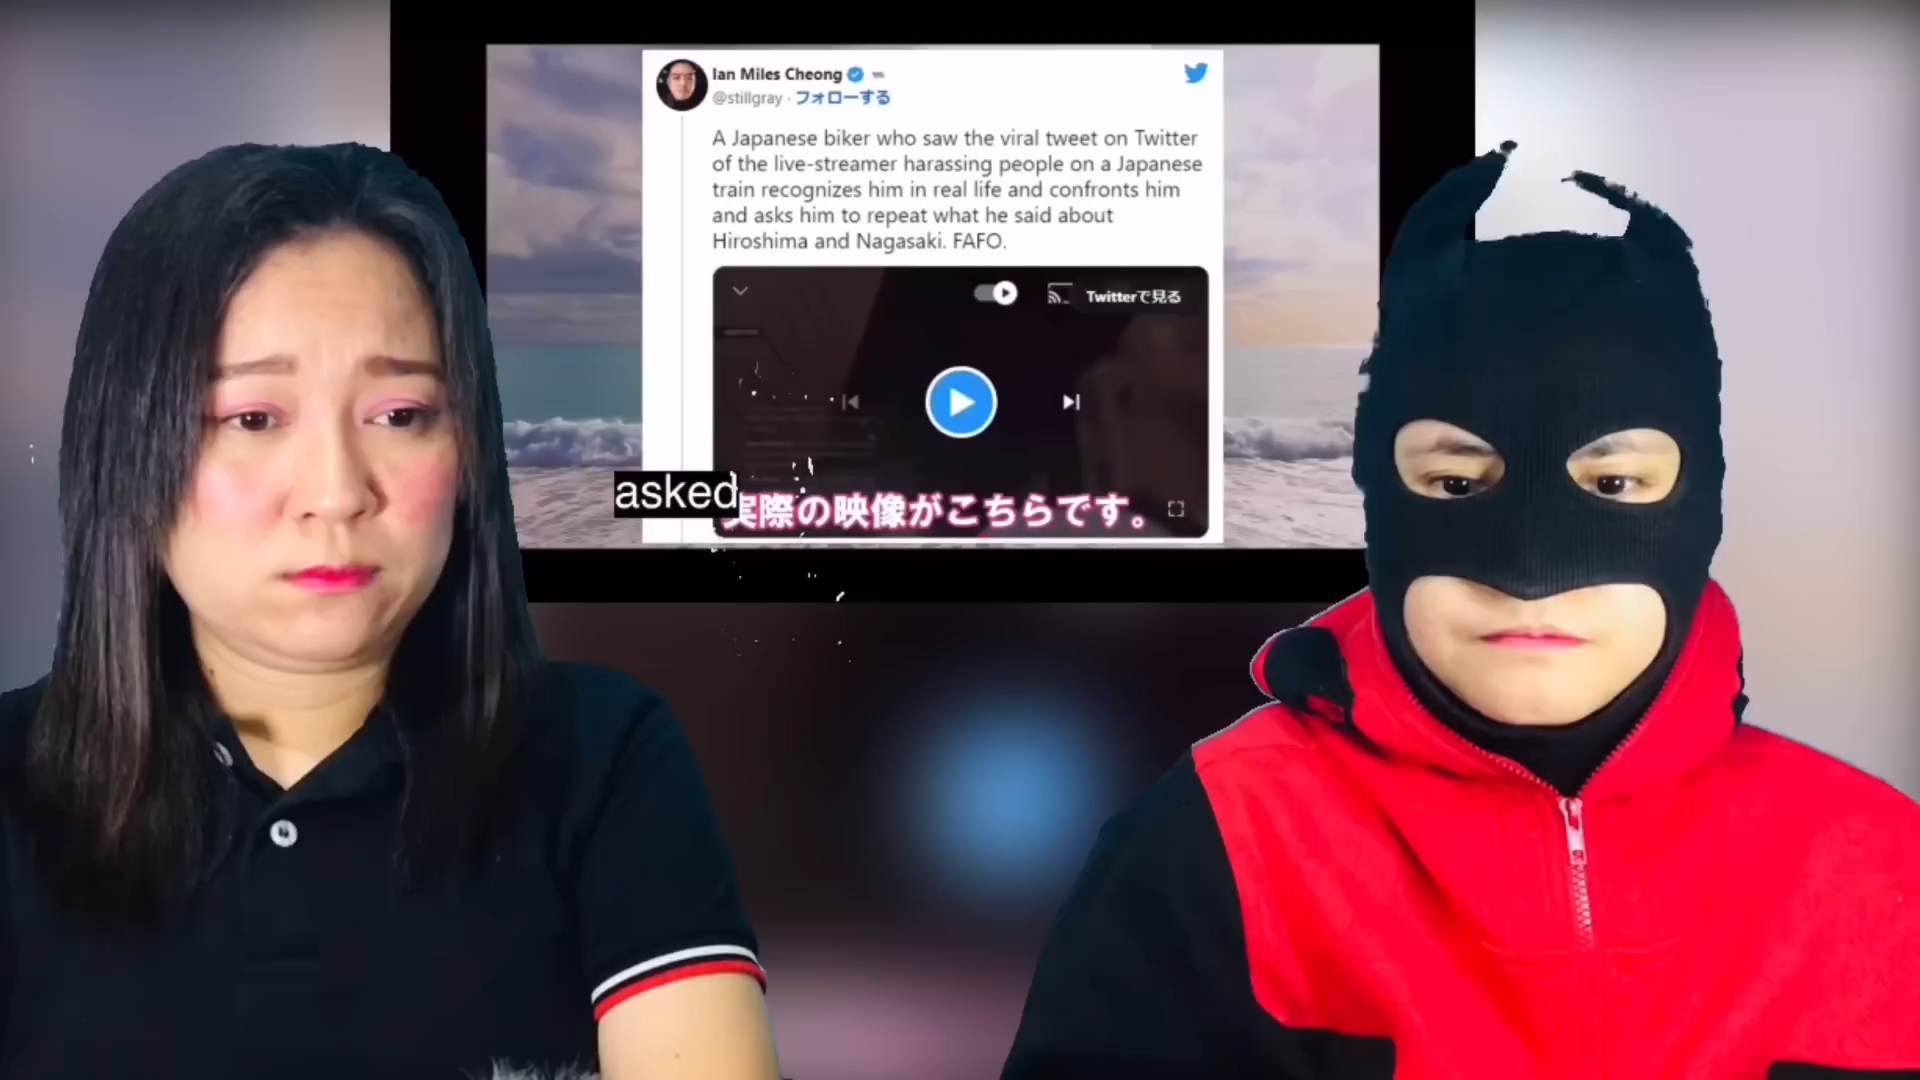 Ian Miles Cheong
@stillgray · フォローする
A Japanese biker who saw the viral tweet on Twitter
of the live-streamer harassing people on a Japanese
train recognizes him in real life and confronts him
and asks him to repeat what he said about
Hiroshima and Nagasaki. FAFO.
Twitterで見る
asked
実際の映像がこちらです。